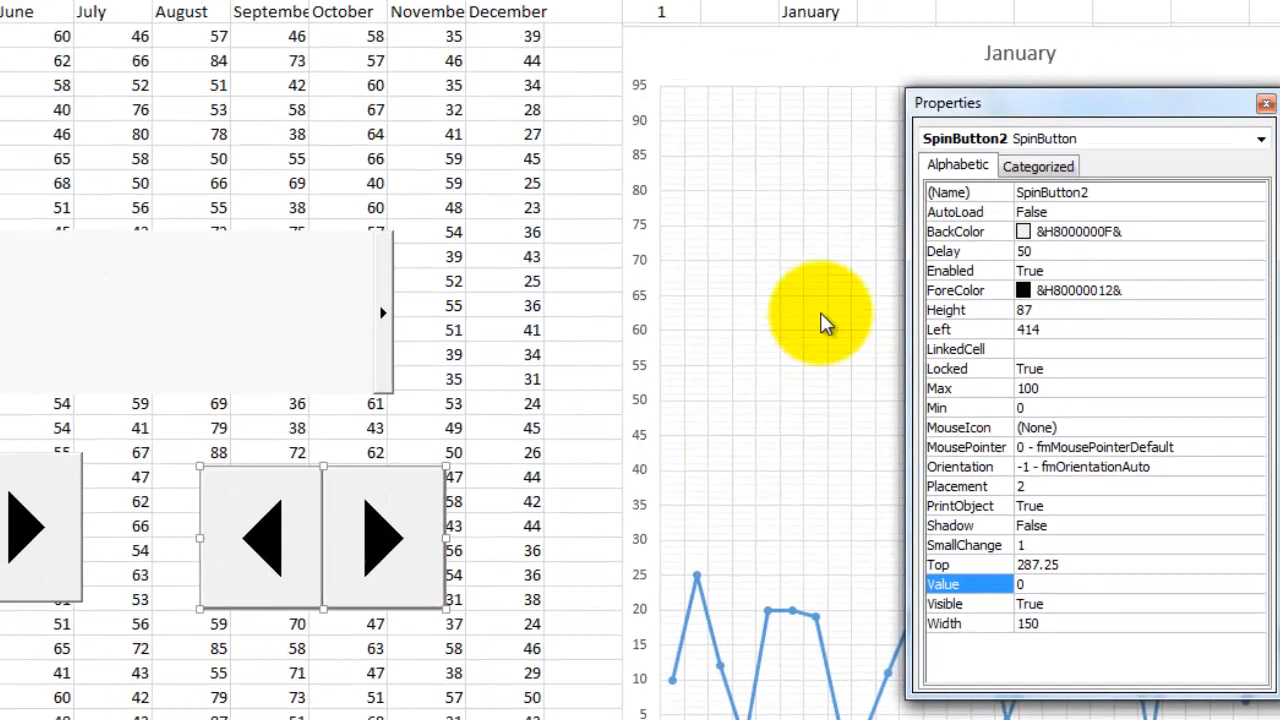 June July August Septembe October Novembe December 1 January
60 46 57 46 58 35 39
62 66 84 73 57 46 44
58 52 51 42 60 35 34
40 76 53 58 67 32 28
46 80 78 38 64 41 27
65 58 50 55 66 59 45
68 50 66 69 40 59 25
51 56 55 38 60 48 23
54 36
39 43
52 25
55 36
51 41
39 34
35 31
54 59 69 36 61 53 24
54 41 79 38 43 49 45
67 88 72 62 50 26
47 47 44
62 58 42
66 43 44
54 56 36
63 54 36
53 31 38
51 56 59 70 47 37 24
65 72 85 58 63 58 46
41 43 55 71 47 38 29
60 42 79 73 51 57 50
January
95
90
85
80
75
70
65
60
55
50
45
40
35
30
25
20
15
10
5
Properties
SpinButton2 SpinButton
Alphabetic Categorized
(Name) SpinButton2
AutoLoad False
BackColor &H8000000F&
Delay 50
Enabled True
ForeColor &H80000012&
Height 87
Left 414
LinkedCell
Locked True
Max 100
Min 0
MouseIcon (None)
MousePointer 0 - fmMousePointerDefault
Orientation -1 - fmOrientationAuto
Placement 2
PrintObject True
Shadow False
SmallChange 1
Top 287.25
Value 0
Visible True
Width 150